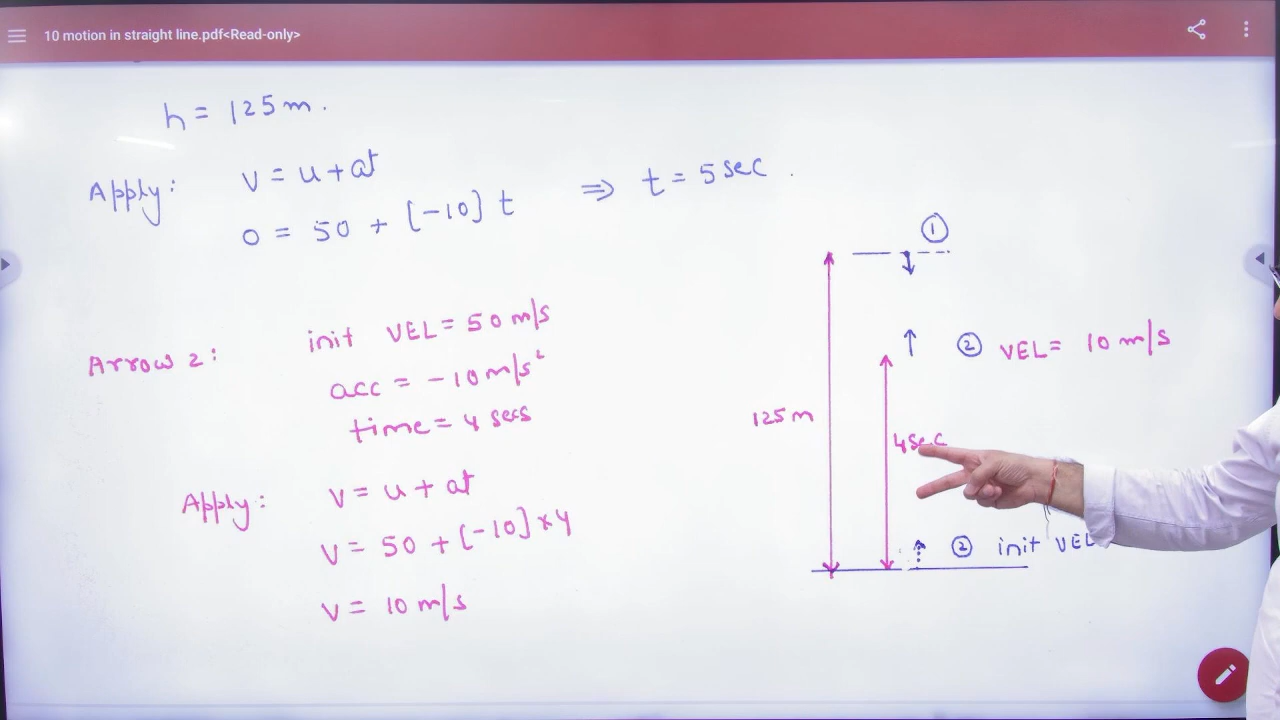 10 motion in straight line.pdf<Read-only>
h = 125 m.
Apply: v = u + at
0 = 50 + [-10] t ⇒ t = 5 sec.
Arrow 2: init VEL = 50 m/s
acc = -10 m/s²
time = 4 secs
Apply: v = u + at
v = 50 + [-10] × 4
v = 10 m/s
①
② VEL = 10 m/s
125 m
4 sec
② init VEL